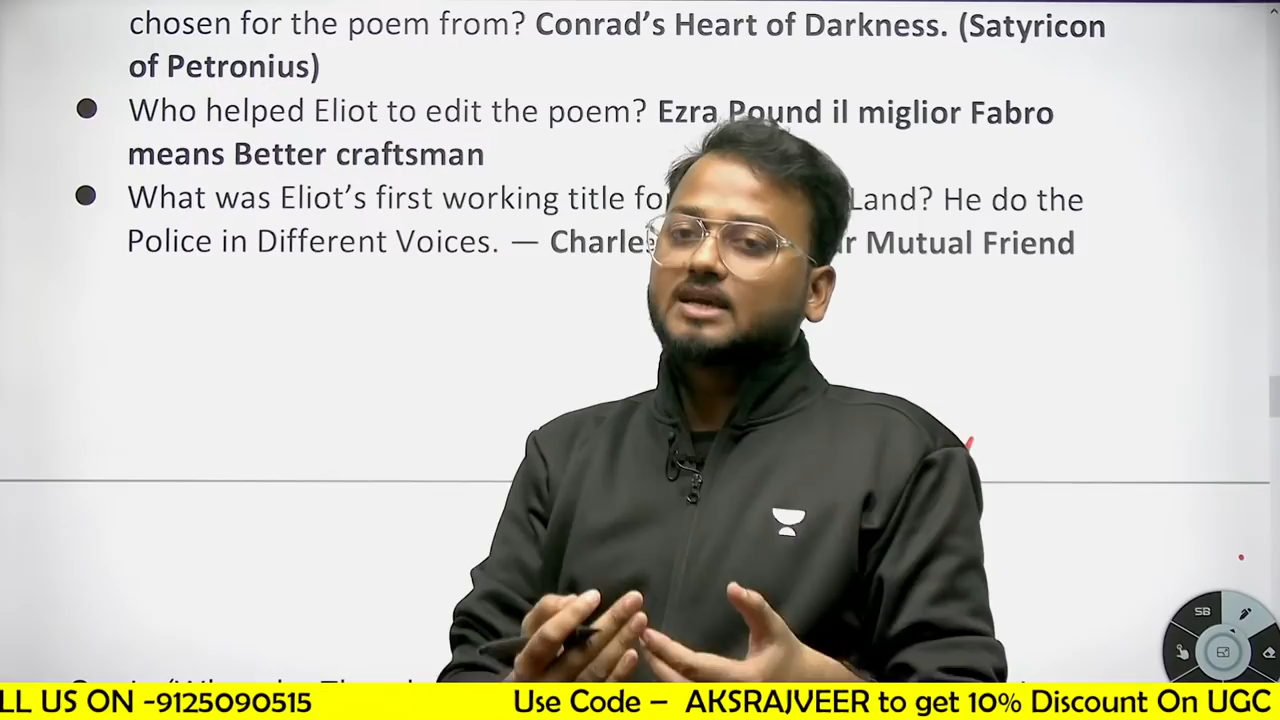 chosen for the poem from? Conrad’s Heart of Darkness. (Satyricon
of Petronius)
● Who helped Eliot to edit the poem? Ezra Pound il miglior Fabro
means Better craftsman
● What was Eliot’s first working title Land? He do the
Police in Different Voices. — Mutual Friend
SB
LL US ON -9125090515 Use Code – AKSRAJVEER to get 10% Discount On UGC